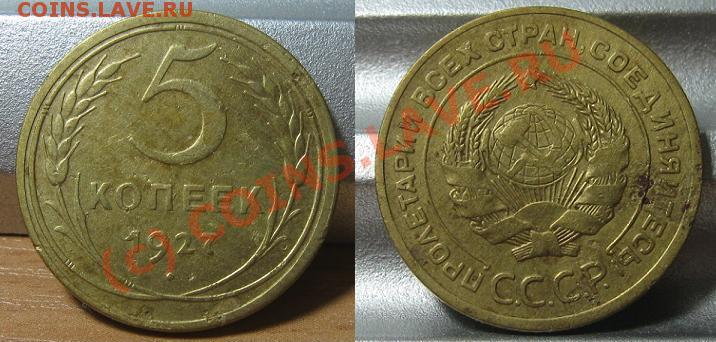 COINS.LAVE.RU
5
КОПЕЕК
ПРОЛЕТАРИИ ВСЕХ СТРАН, СОЕДИНЯЙТЕСЬ
С.С.С.Р.
(c) COINS.LAVE.RU